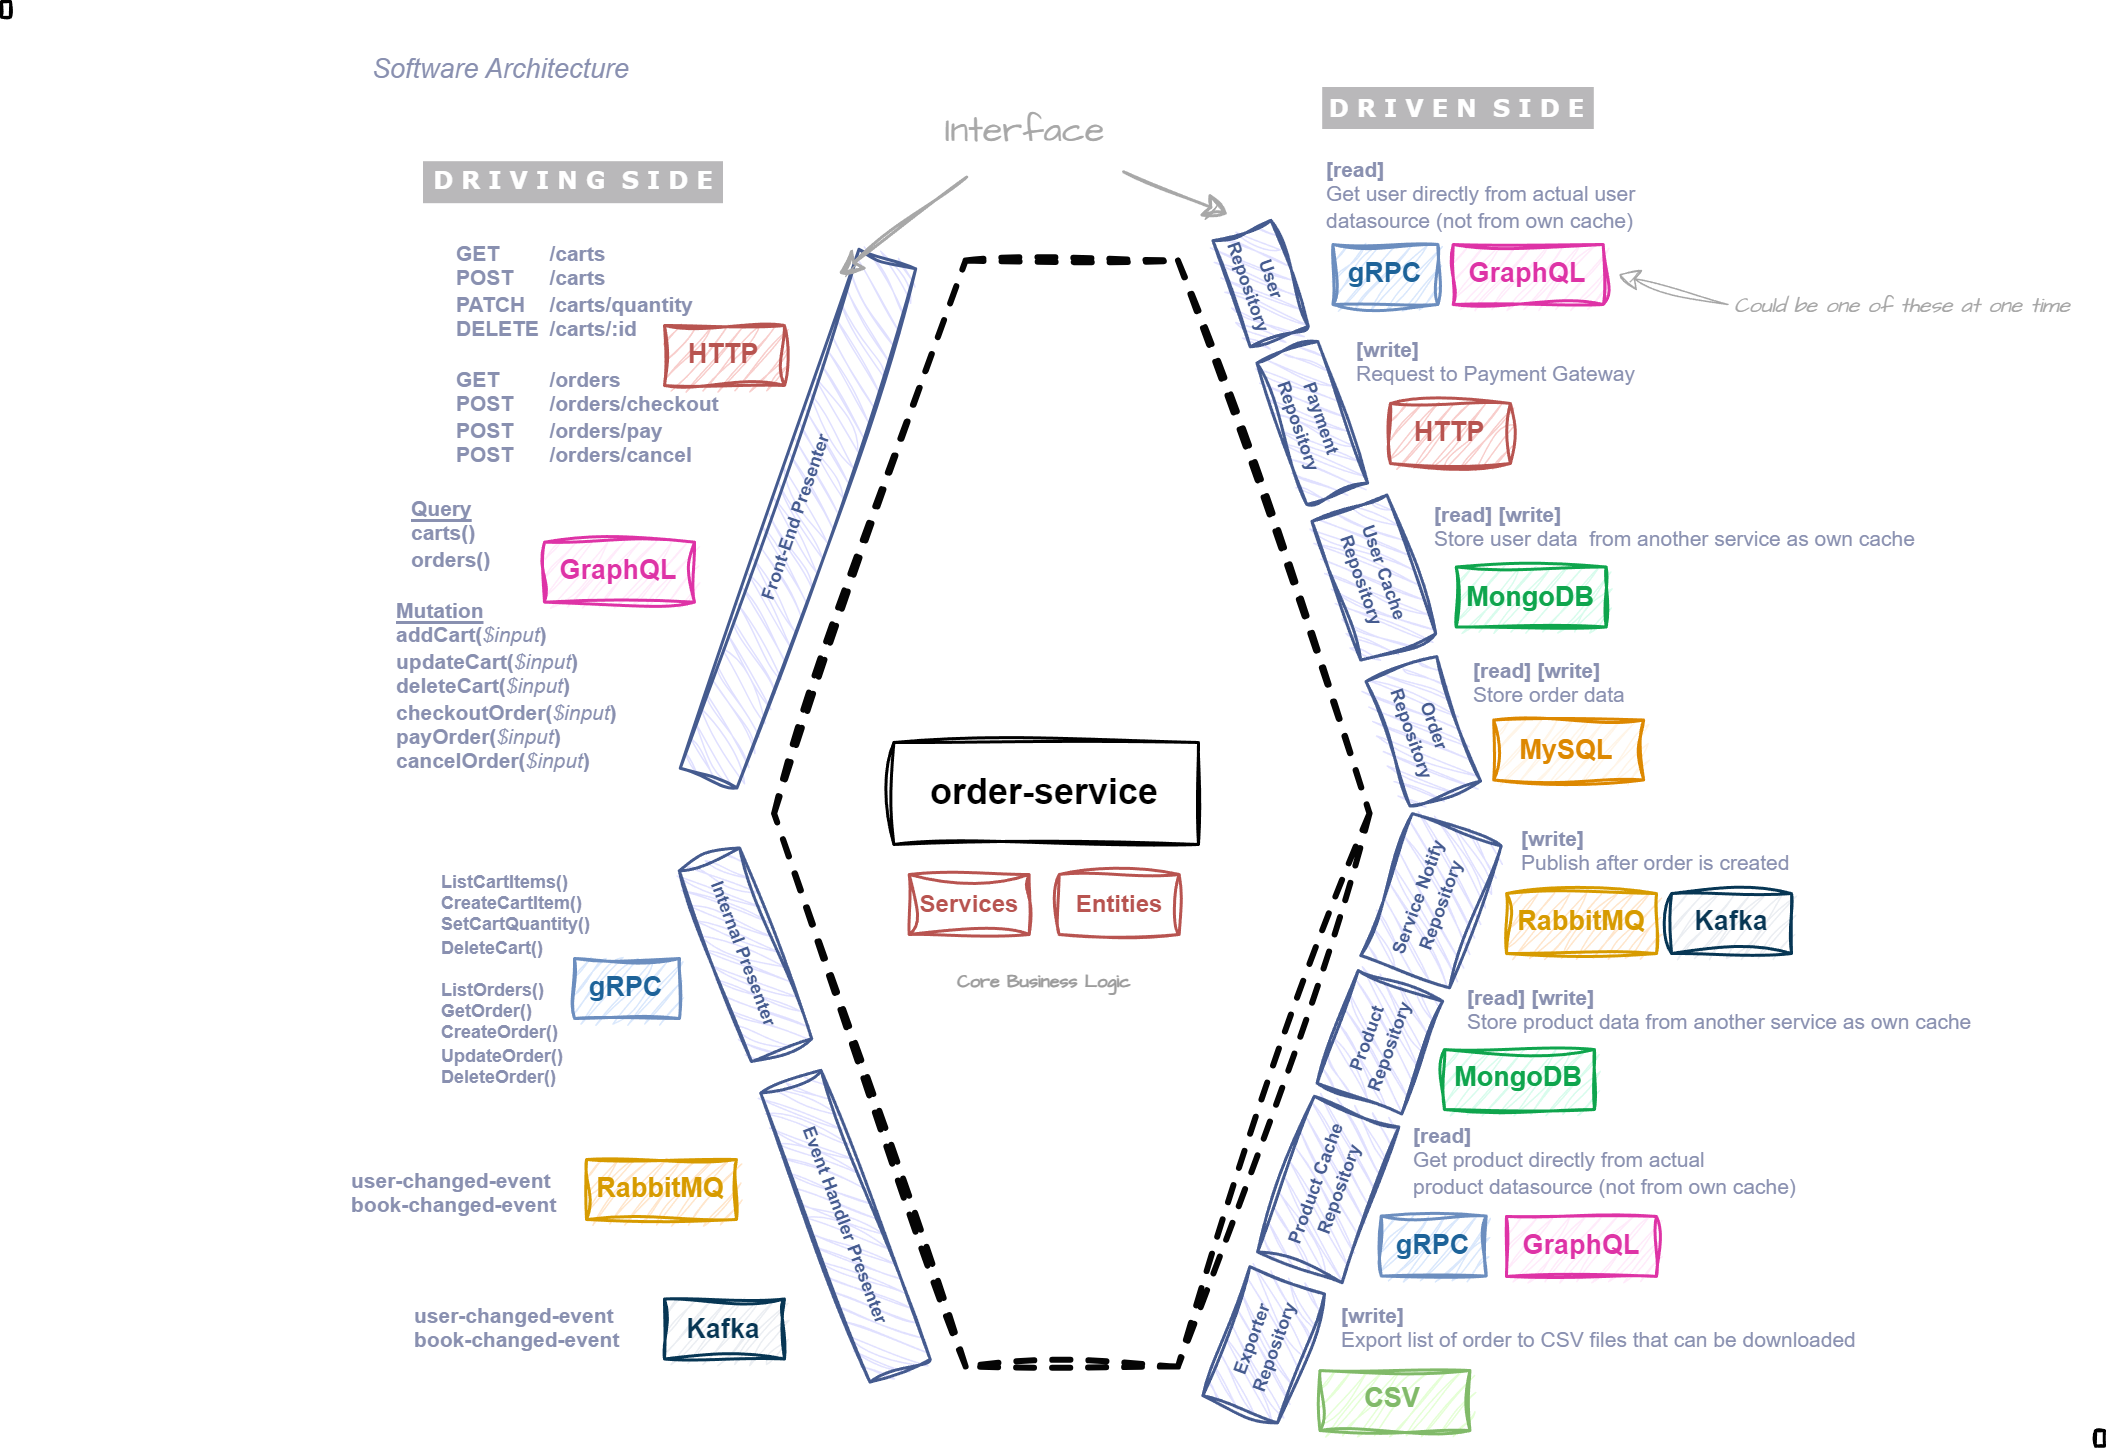 Software Architecture
Interface
DRIVING SIDE
GET /carts
POST /carts
PATCH /carts/quantity
DELETE /carts/:id
HTTP
GET /orders
POST /orders/checkout
POST /orders/pay
POST /orders/cancel
Query
carts()
orders()
GraphQL
Mutation
addCart($input)
updateCart($input)
deleteCart($input)
checkoutOrder($input)
payOrder($input)
cancelOrder($input)
Front-End Presenter
ListCartItems()
CreateCartItem()
SetCartQuantity()
DeleteCart()
gRPC
ListOrders()
GetOrder()
CreateOrder()
UpdateOrder()
DeleteOrder()
Internal Presenter
user-changed-event
book-changed-event
RabbitMQ
user-changed-event
book-changed-event
Kafka
Event Handler Presenter
order-service
Services
Entities
Core Business Logic
DRIVEN SIDE
User
Repository
[read]
Get user directly from actual user
datasource (not from own cache)
gRPC
GraphQL
Could be one of these at one time
Payment
Repository
[write]
Request to Payment Gateway
HTTP
User Cache
Repository
[read] [write]
Store user data  from another service as own cache
MongoDB
Order
Repository
[read] [write]
Store order data
MySQL
Service Notify
Repository
[write]
Publish after order is created
RabbitMQ
Kafka
Product
Repository
[read] [write]
Store product data from another service as own cache
MongoDB
Product Cache
Repository
[read]
Get product directly from actual
product datasource (not from own cache)
gRPC
GraphQL
Exporter
Repository
[write]
Export list of order to CSV files that can be downloaded
CSV